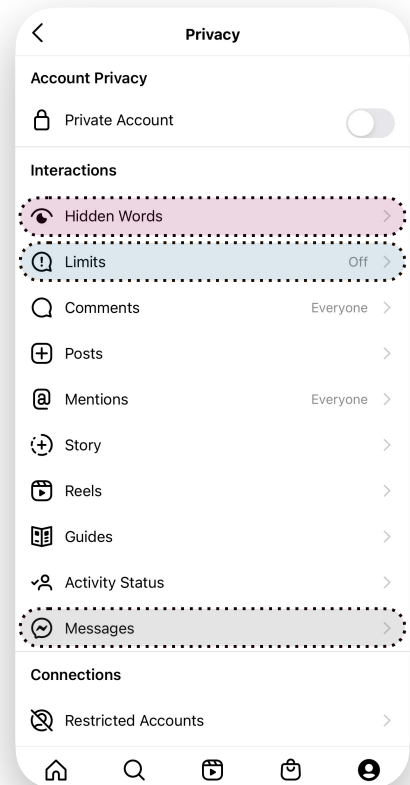 Privacy
Account Privacy
Private Account
Interactions
Hidden Words
Limits Off
Comments Everyone
Posts
Mentions Everyone
Story
Reels
Guides
Activity Status
Messages
Connections
Restricted Accounts